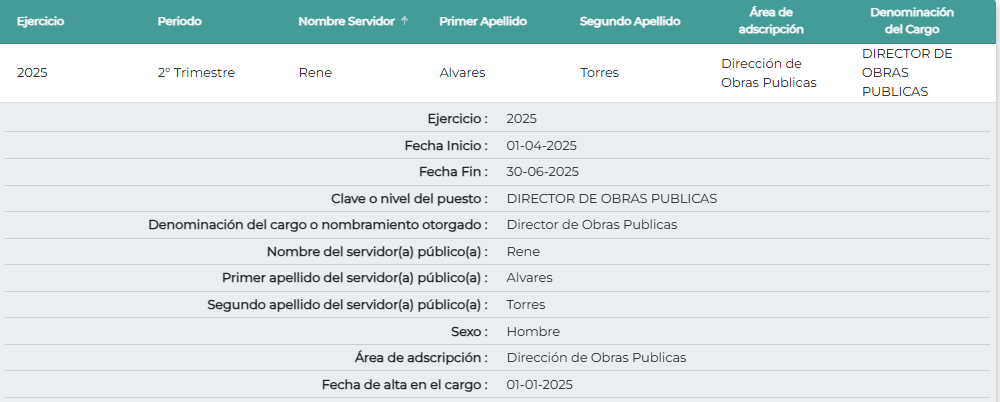 Ejercicio Periodo Nombre Servidor ↑ Primer Apellido Segundo Apellido Área de adscripción Denominación del Cargo
2025 2° Trimestre Rene Alvares Torres Dirección de Obras Publicas DIRECTOR DE OBRAS PUBLICAS
Ejercicio : 2025
Fecha Inicio : 01-04-2025
Fecha Fin : 30-06-2025
Clave o nivel del puesto : DIRECTOR DE OBRAS PUBLICAS
Denominación del cargo o nombramiento otorgado : Director de Obras Publicas
Nombre del servidor(a) público(a) : Rene
Primer apellido del servidor(a) público(a) : Alvares
Segundo apellido del servidor(a) público(a) : Torres
Sexo : Hombre
Área de adscripción : Dirección de Obras Publicas
Fecha de alta en el cargo : 01-01-2025